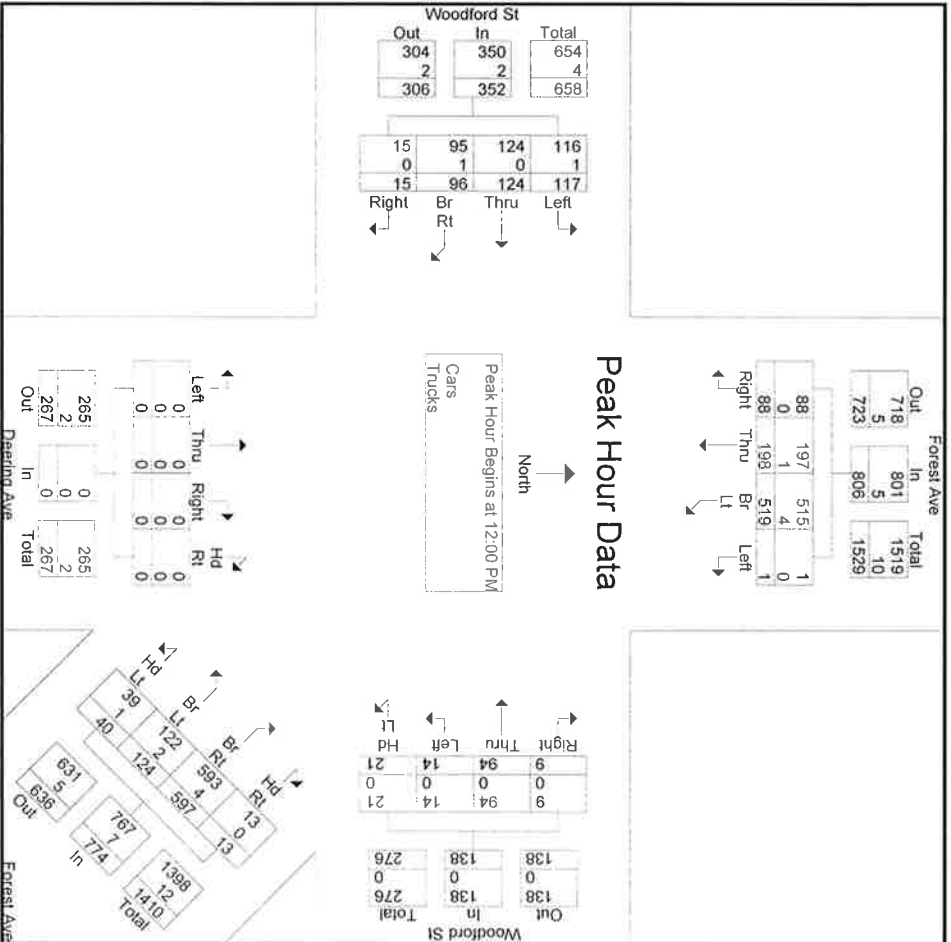 Woodford St
Out In Total
304 350 654
2 2 4
306 352 658
15 95 124 116
0 1 0 1
15 96 124 117
Right Br Rt Thru Left
Forest Ave
Out In Total
718 801 1519
5 5 10
723 806 1529
88 197 515 1
0 1 4 0
88 198 519 1
Right Thru Br Lt Left
Peak Hour Data
North
Peak Hour Begins at 12:00 PM
Cars
Trucks
Left Thru Right Hd Rt
0 0 0 0
0 0 0 0
0 0 0 0
265 0 265
2 0 2
267 0 267
Out In Total
Deering Ave
Right Thru Left Hd Lt
9 94 14 21
0 0 0 0
9 94 14 21
138 138 276
0 0 0
138 138 276
Out In Total
Woodford St
Hd Lt Br Lt Br Rt Hd Rt
39 122 593 13
1 2 4 0
40 124 597 13
631 767 1398
5 7 12
636 774 1410
Out In Total
Forest Ave